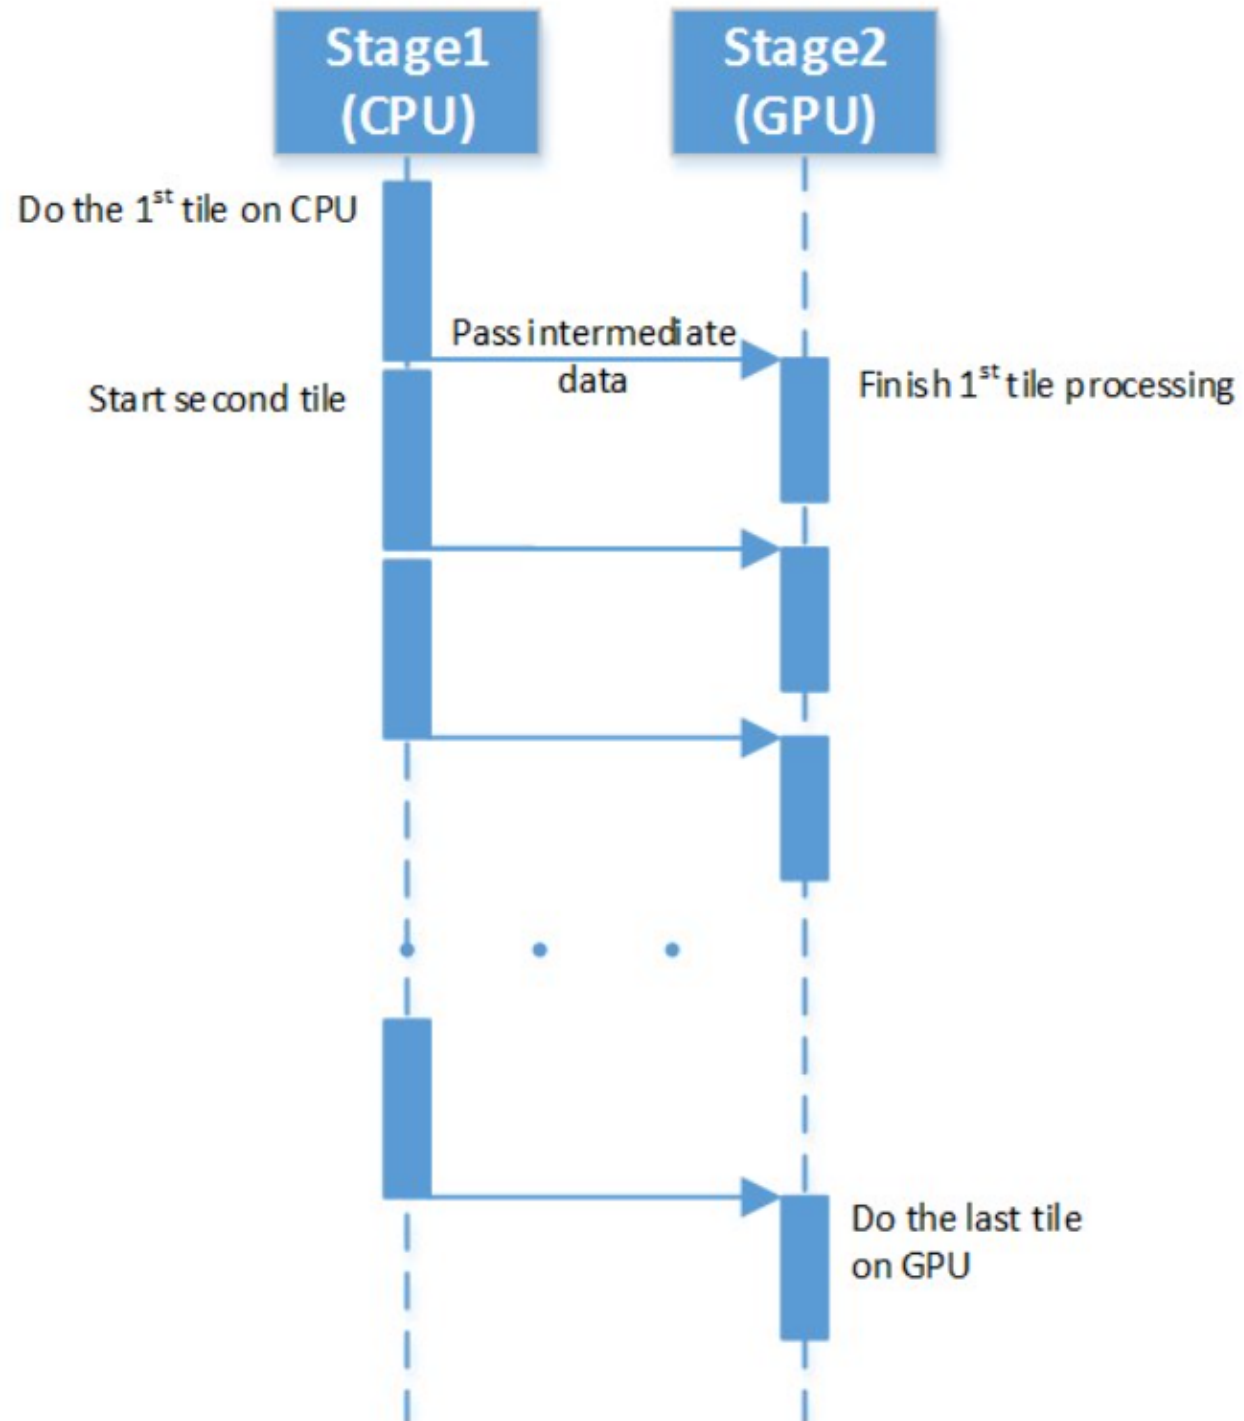 Stage1
(CPU)
Stage2
(GPU)
Do the 1st tile on CPU
Pass intermediate
data
Start second tile
Finish 1st tile processing
Do the last tile
on GPU